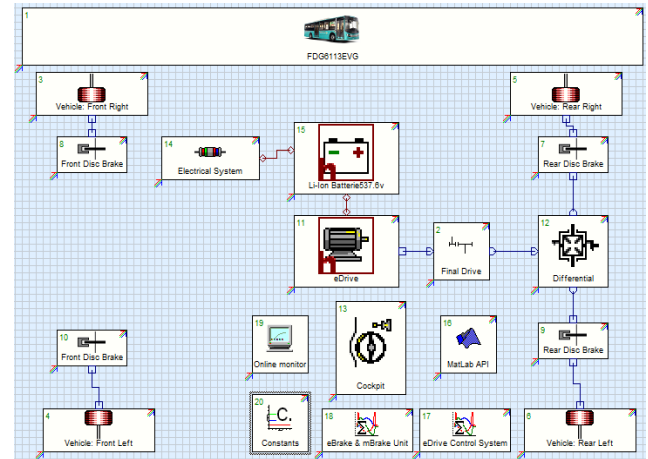 1
FDG6113EVG
3
Vehicle: Front Right
5
Vehicle: Rear Right
8
Front Disc Brake
14
Electrical System
15
Li-Ion Batterie537.6v
7
Rear Disc Brake
11
eDrive
2
Final Drive
12
Differential
10
Front Disc Brake
19
Online monitor
13
Cockpit
16
MatLab API
9
Rear Disc Brake
4
Vehicle: Front Left
20
C.
Constants
18
eBrake & mBrake Unit
17
eDrive Control System
6
Vehicle: Rear Left